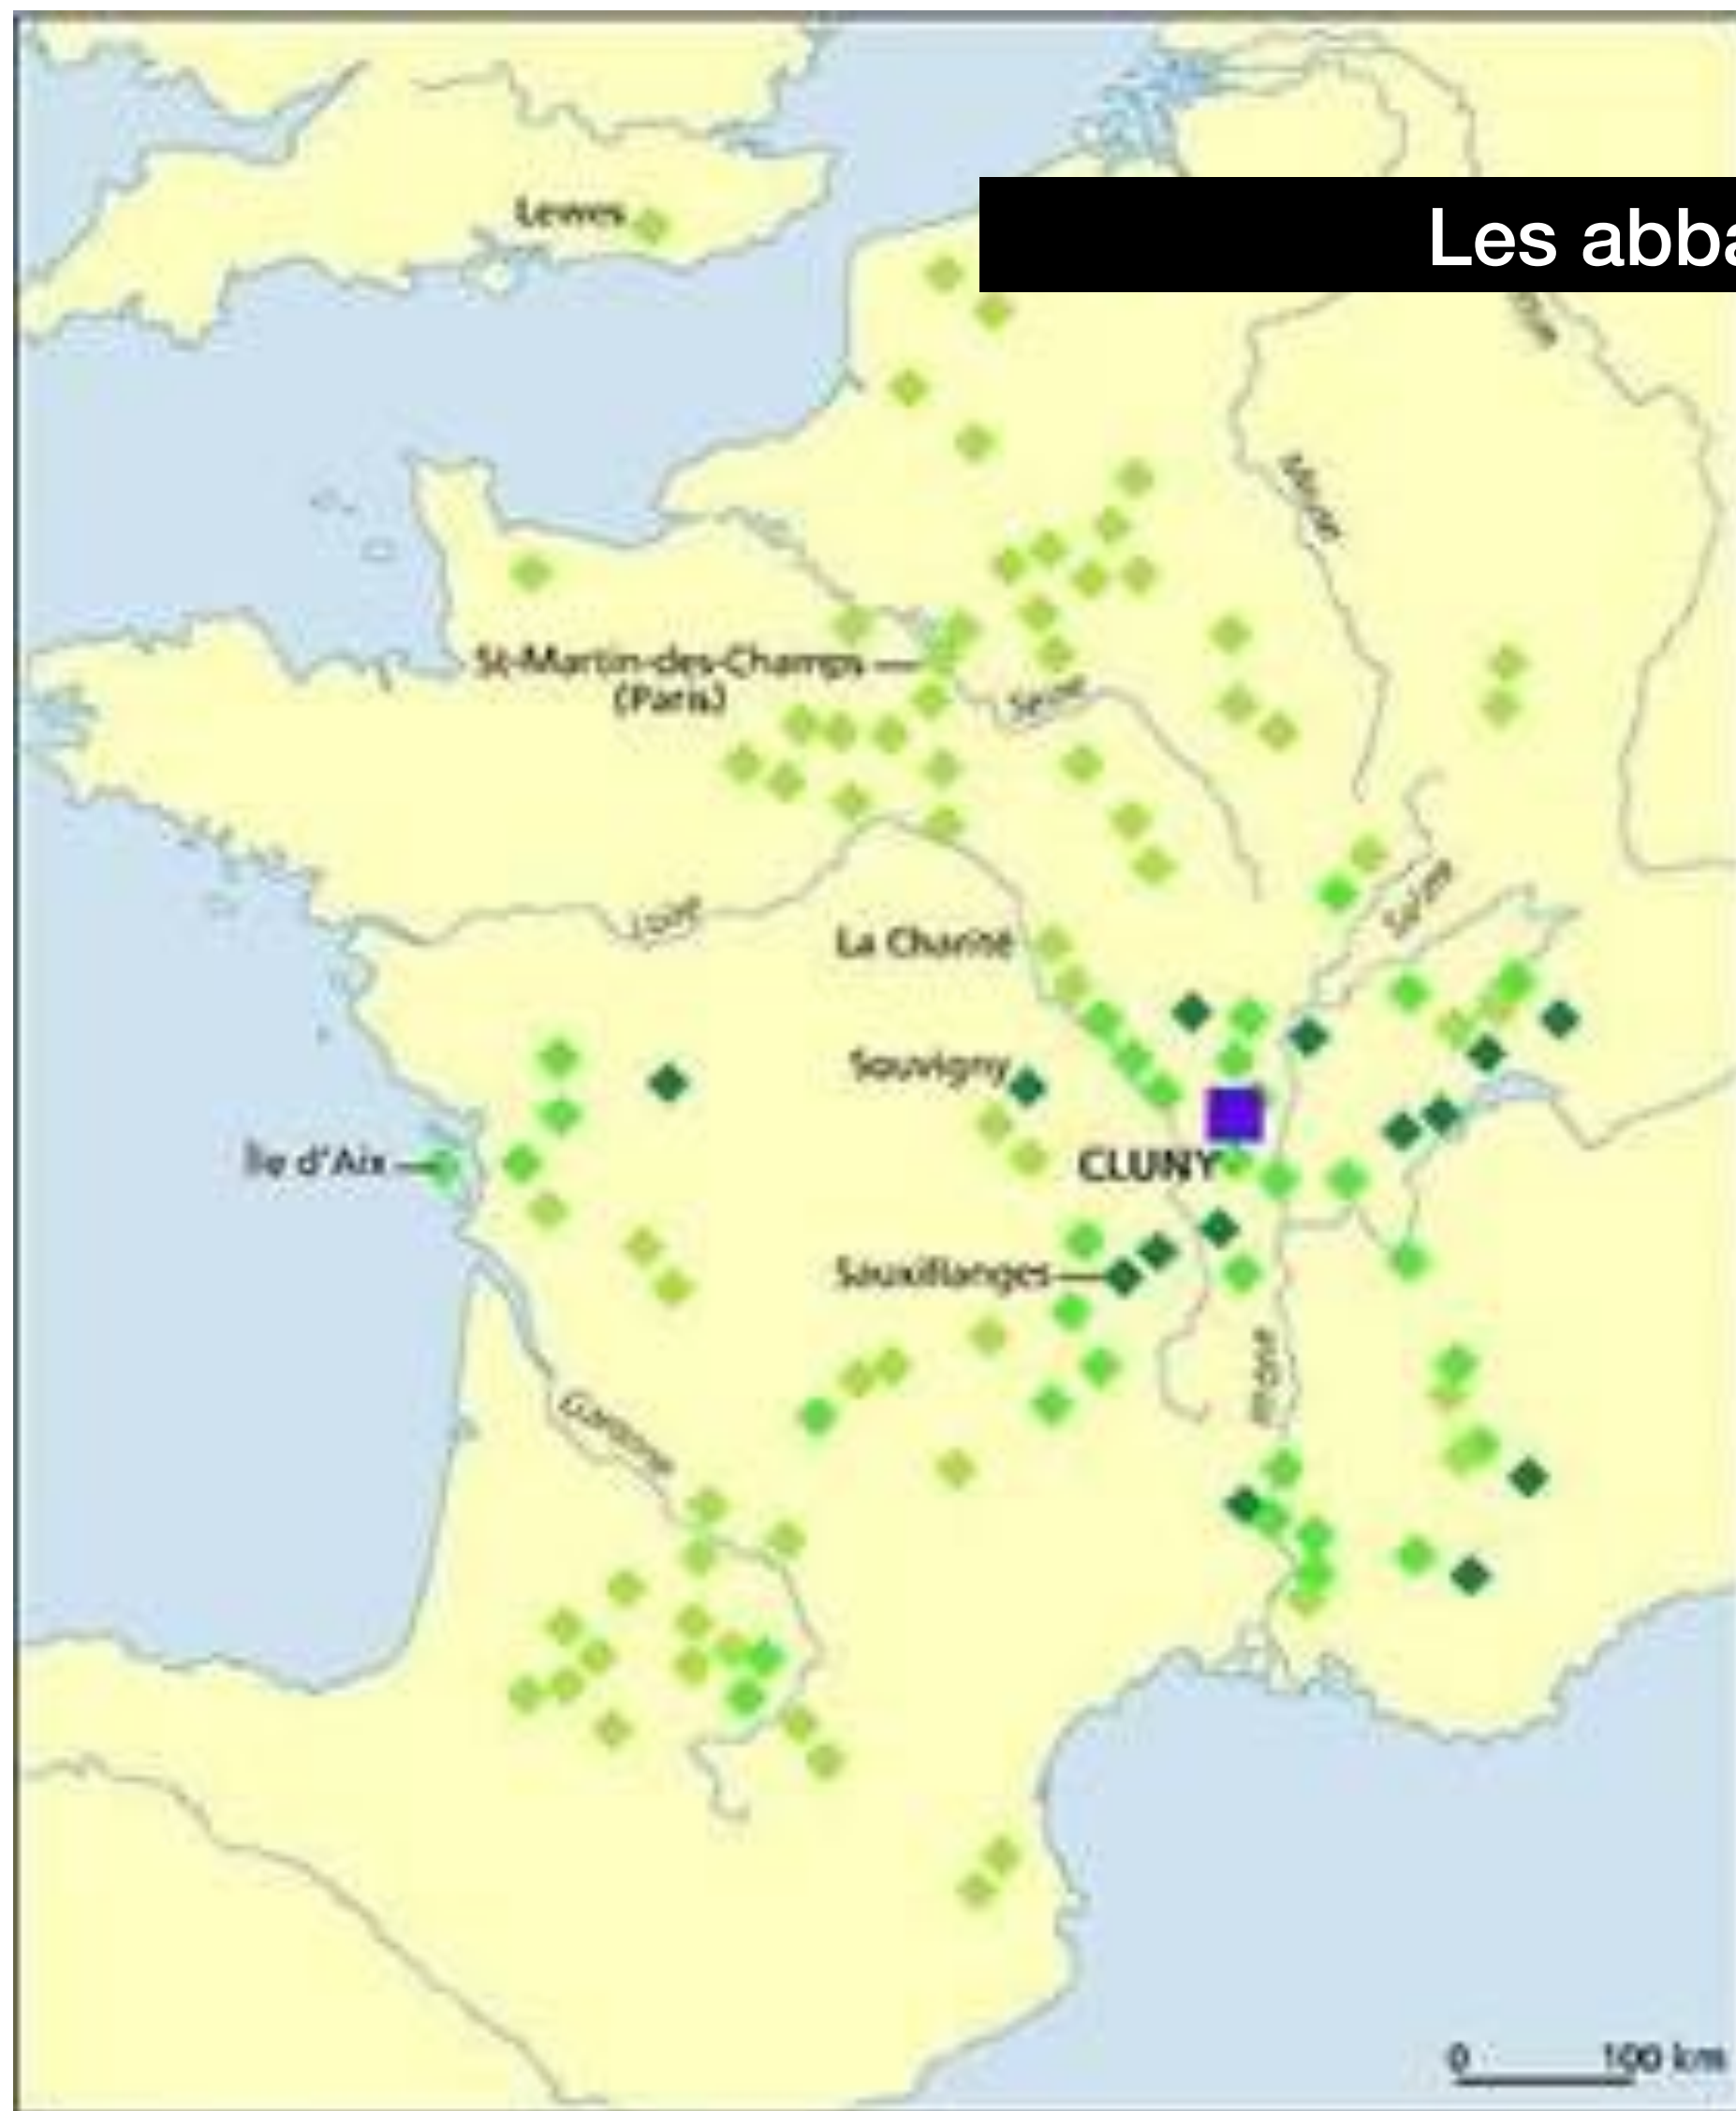 Lewes
Les abba
Meuse
St-Martin-des-Champs
(Paris)
Seine
Loire
Saône
La Charité
Souvigny
Île d'Aix
CLUNY
Sauxillanges
Rhône
Garonne
0 100 km